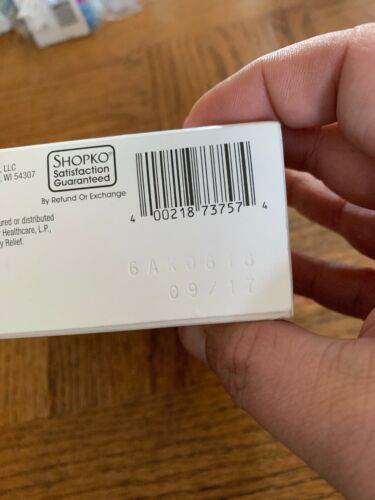 , LLC
, WI 54307
SHOPKO
Satisfaction
Guaranteed
By Refund Or Exchange
ured or distributed
Healthcare, L.P.,
Relief.
4 00218 73757 4
09/17